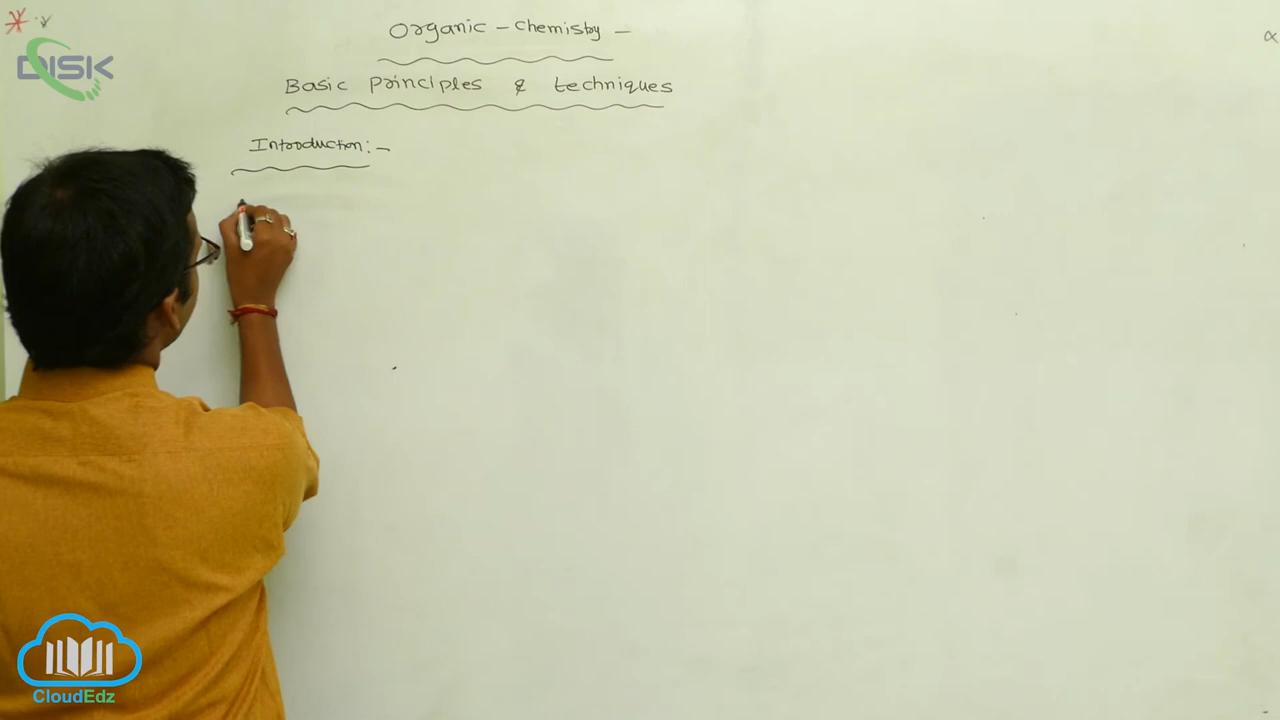 Organic - Chemistry -
DISK
Basic principles & techniques
Introduction: -
CloudEdz